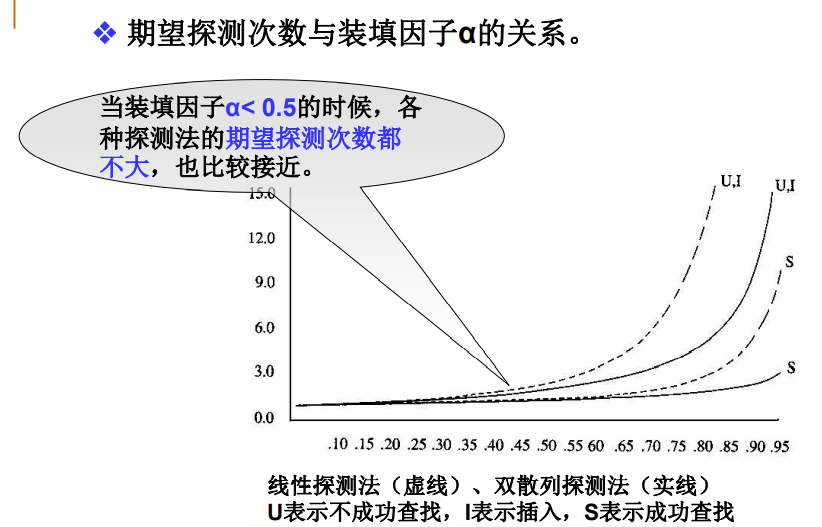 ❖ 期望探测次数与装填因子α的关系。
当装填因子α< 0.5的时候，各
种探测法的期望探测次数都
不大，也比较接近。
15.0
12.0
9.0
6.0
3.0
0.0
U,I
U,I
S
S
.10 .15 .20 .25 .30 .35 .40 .45 .50 .55 60 .65 .70 .75 .80 .85 .90 .95
线性探测法（虚线）、双散列探测法（实线）
U表示不成功查找，I表示插入，S表示成功查找